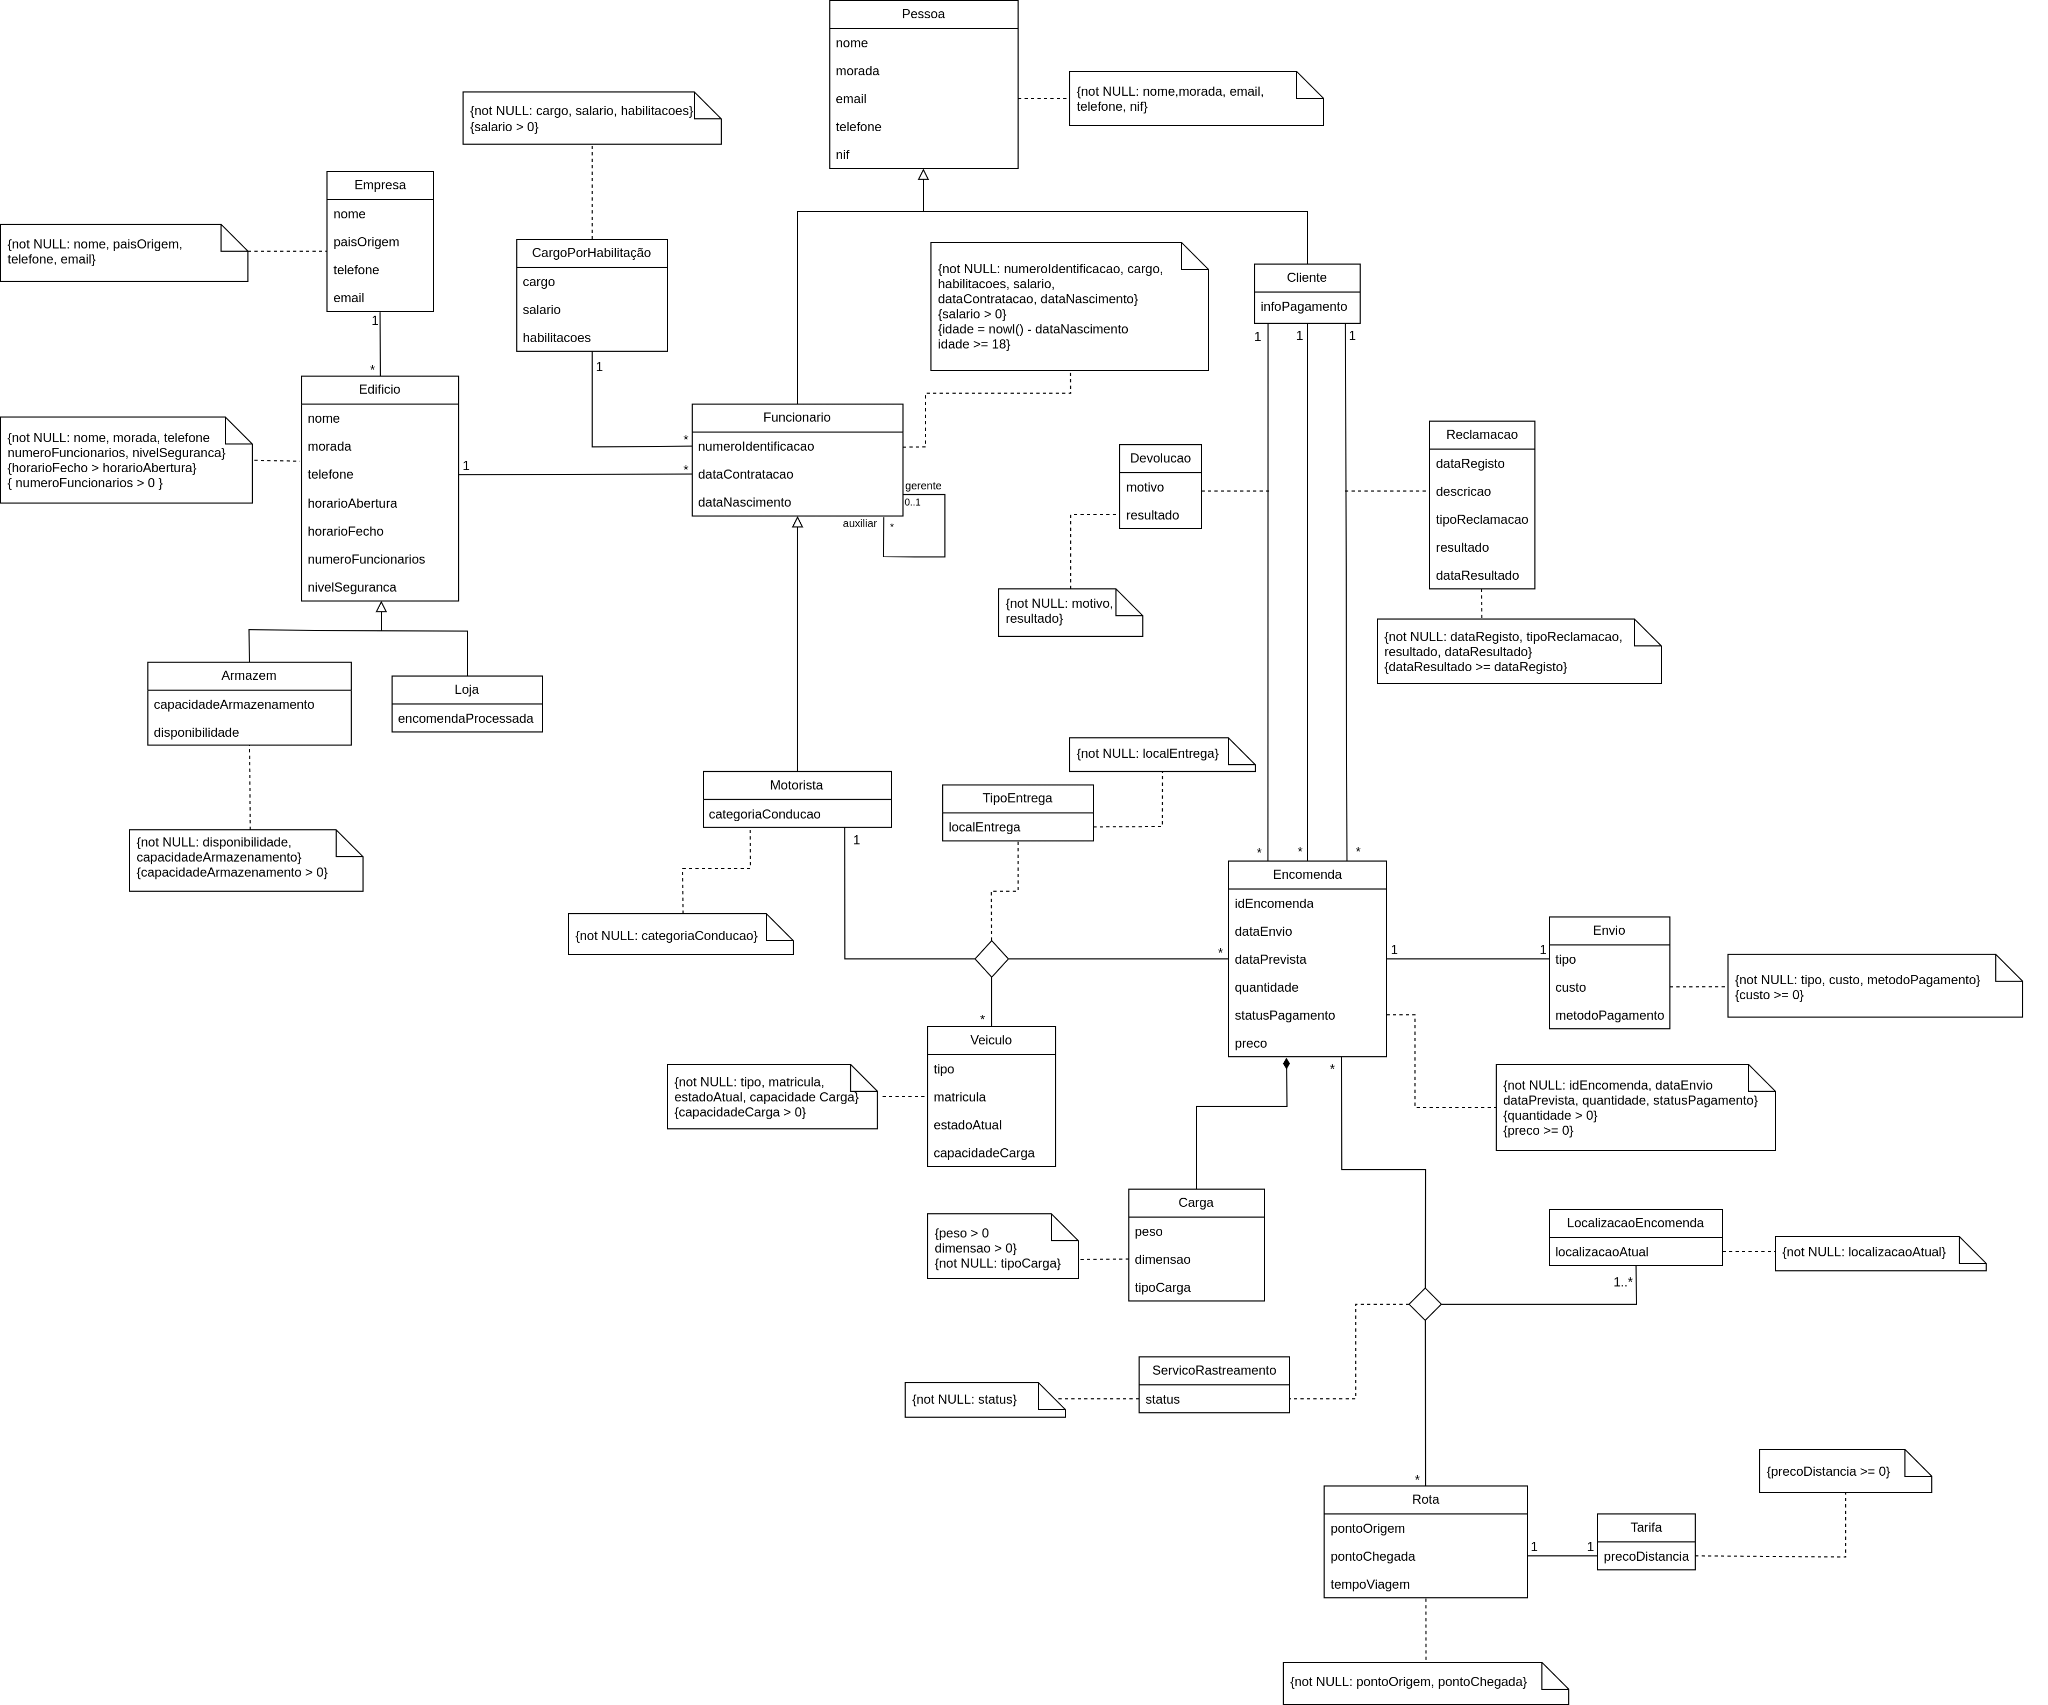 Pessoa
nome
morada
email
telefone
nif
{not NULL: nome,morada, email,
telefone, nif}
{not NULL: cargo, salario, habilitacoes}
{salario > 0}
Empresa
nome
paisOrigem
telefone
email
{not NULL: nome, paisOrigem,
telefone, email}
1
*
CargoPorHabilitação
cargo
salario
habilitacoes
1
*
{not NULL: numeroIdentificacao, cargo,
habilitacoes, salario,
dataContratacao, dataNascimento}
{salario > 0}
{idade = nowl() - dataNascimento
idade >= 18}
Cliente
infoPagamento
1
1
1
Edificio
nome
morada
telefone
horarioAbertura
horarioFecho
numeroFuncionarios
nivelSeguranca
{not NULL: nome, morada, telefone
numeroFuncionarios, nivelSeguranza}
{horarioFecho > horarioAbertura}
{ numeroFuncionarios > 0 }
1
*
Funcionario
numeroIdentificacao
dataContratacao
dataNascimento
gerente
0..1
auxiliar
*
Devolucao
motivo
resultado
{not NULL: motivo,
resultado}
Reclamacao
dataRegisto
descricao
tipoReclamacao
resultado
dataResultado
{not NULL: dataRegisto, tipoReclamacao,
resultado, dataResultado}
{dataResultado >= dataRegisto}
Armazem
capacidadeArmazenamento
disponibilidade
Loja
encomendaProcessada
{not NULL: disponibilidade,
capacidadeArmazenamento}
{capacidadeArmazenamento > 0}
Motorista
categoriaConducao
1
{not NULL: categoriaConducao}
TipoEntrega
localEntrega
{not NULL: localEntrega}
*
*
*
Encomenda
idEncomenda
dataEnvio
dataPrevista
quantidade
statusPagamento
preco
*
1
1
Envio
tipo
custo
metodoPagamento
{not NULL: tipo, custo, metodoPagamento}
{custo >= 0}
*
Veiculo
tipo
matricula
estadoAtual
capacidadeCarga
{not NULL: tipo, matricula,
estadoAtual, capacidade Carga}
{capacidadeCarga > 0}
*
{not NULL: idEncomenda, dataEnvio
dataPrevista, quantidade, statusPagamento}
{quantidade > 0}
{preco >= 0}
Carga
peso
dimensao
tipoCarga
{peso > 0
dimensao > 0}
{not NULL: tipoCarga}
LocalizacaoEncomenda
localizacaoAtual
{not NULL: localizacaoAtual}
1..*
ServicoRastreamento
status
{not NULL: status}
*
Rota
pontoOrigem
pontoChegada
tempoViagem
1
1
Tarifa
precoDistancia
{precoDistancia >= 0}
{not NULL: pontoOrigem, pontoChegada}